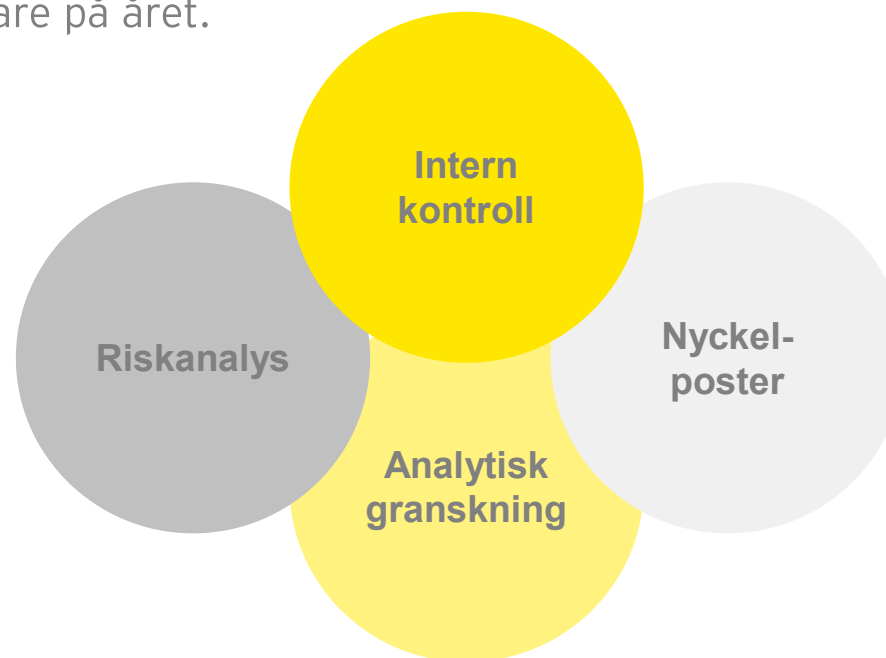 are på året.
Intern
kontroll
Riskanalys
Nyckel-
poster
Analytisk
granskning